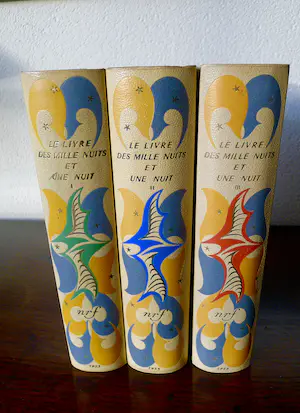 LE LIVRE
DES MILLE NUITS
ET
UNE NUIT
I
nrf
LE LIVRE
DES MILLE NUITS
ET
UNE NUIT
II
nrf
LE LIVRE
DES MILLE NUITS
ET
UNE NUIT
III
nrf